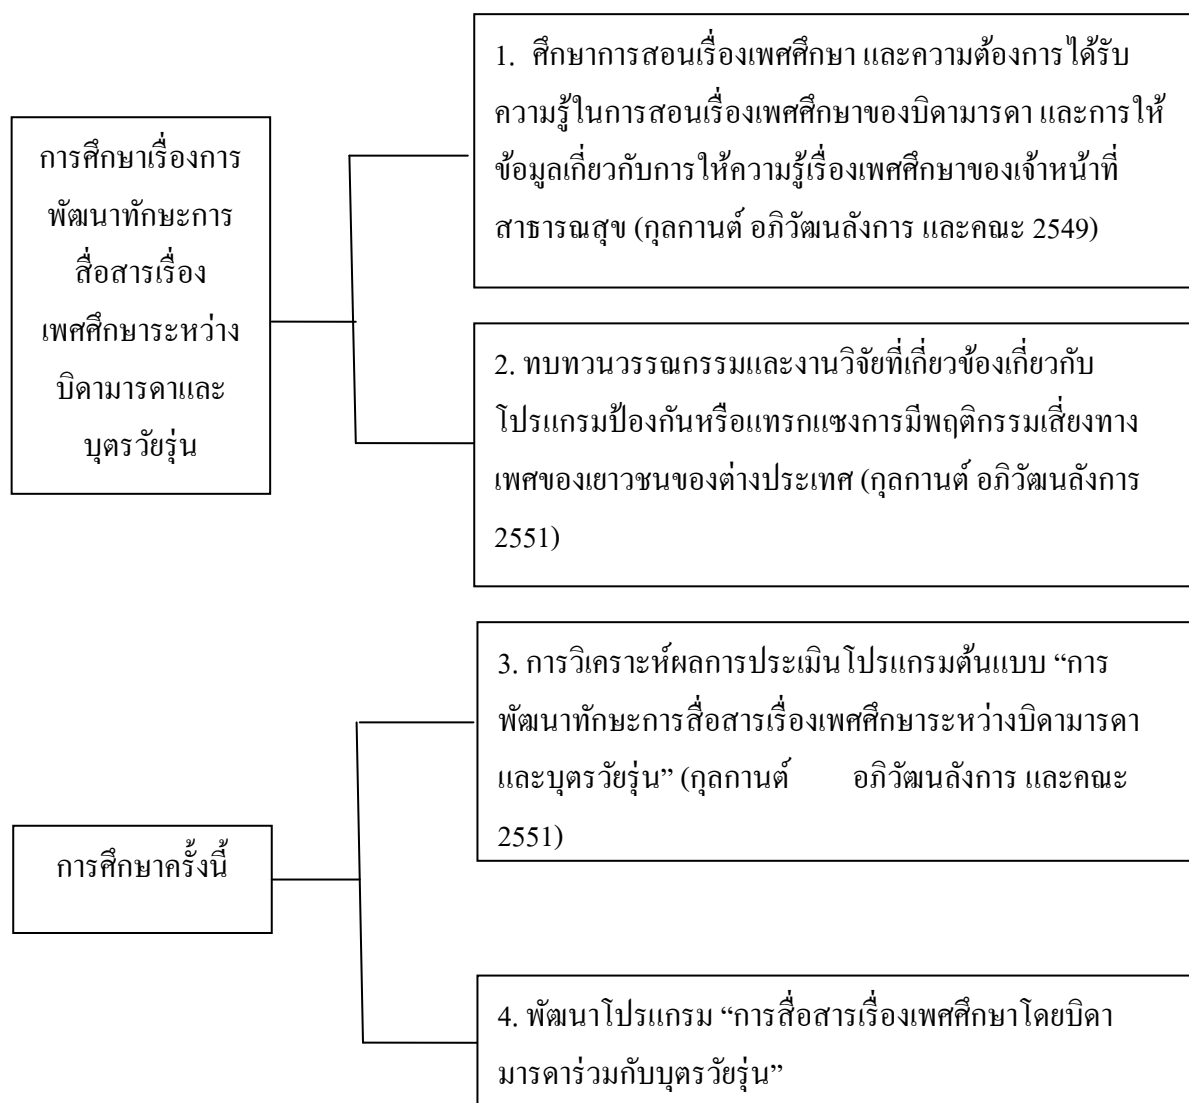 การศึกษาเรื่องการ
พัฒนาทักษะการ
สื่อสารเรื่อง
เพศศึกษาระหว่าง
บิดามารดาและ
บุตรวัยรุ่น
1. ศึกษาการสอนเรื่องเพศศึกษา และความต้องการได้รับ
ความรู้ในการสอนเรื่องเพศศึกษาของบิดามารดา และการให้
ข้อมูลเกี่ยวกับการให้ความรู้เรื่องเพศศึกษาของเจ้าหน้าที่
สาธารณสุข (กุลกานต์ อภิวัฒนลังการ และคณะ 2549)
2. ทบทวนวรรณกรรมและงานวิจัยที่เกี่ยวข้องเกี่ยวกับ
โปรแกรมป้องกันหรือแทรกแซงการมีพฤติกรรมเสี่ยงทาง
เพศของเยาวชนของต่างประเทศ (กุลกานต์ อภิวัฒนลังการ
2551)
การศึกษาครั้งนี้
3. การวิเคราะห์ผลการประเมินโปรแกรมต้นแบบ “การ
พัฒนาทักษะการสื่อสารเรื่องเพศศึกษาระหว่างบิดามารดา
และบุตรวัยรุ่น” (กุลกานต์ อภิวัฒนลังการ และคณะ
2551)
4. พัฒนาโปรแกรม “การสื่อสารเรื่องเพศศึกษาโดยบิดา
มารดาร่วมกับบุตรวัยรุ่น”